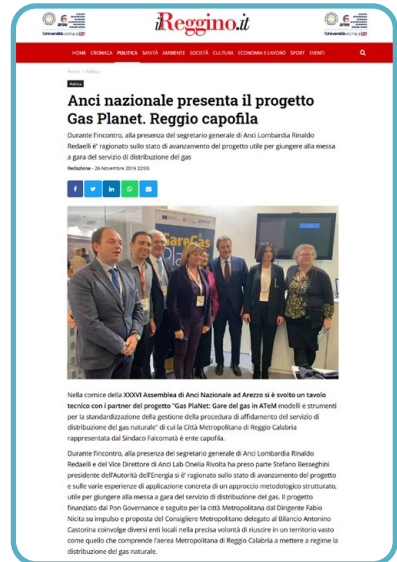 ilReggino.it
HOME CRONACA POLITICA SANITÀ AMBIENTE SOCIETÀ CULTURA ECONOMIA E LAVORO SPORT EVENTI
Home > Politica
Politica
Anci nazionale presenta il progetto
Gas Planet. Reggio capofila
Durante l'incontro, alla presenza del segretario generale di Anci Lombardia Rinaldo
Redaelli è' ragionato sullo stato di avanzamento del progetto utile per giungere alla messa
a gara del servizio di distribuzione del gas
Redazione - 26 Novembre 2019 22:03
GareGas
Nella cornice della XXXVI Assemblea di Anci Nazionale ad Arezzo si è svolto un tavolo
tecnico con i partner del progetto "Gas PlaNet: Gare del gas in ATeM modelli e strumenti
per la standardizzazione della gestione della procedura di affidamento del servizio di
distribuzione del gas naturale" di cui la Città Metropolitana di Reggio Calabria
rappresentata dal Sindaco Falcomatà è ente capofila.
Durante l'incontro, alla presenza del segretario generale di Anci Lombardia Rinaldo
Redaelli e del Vice Direttore di Anci Lab Onelia Rivolta ha preso parte Stefano Besseghini
presidente dell'Autorità dell'Energia si è' ragionato sullo stato di avanzamento del progetto
e sulle varie esperienze di applicazione concreta di un approccio metodologico strutturato,
utile per giungere alla messa a gara del servizio di distribuzione del gas. Il progetto
finanziato dal Pon Governance e seguito per la città Metropolitana dal Dirigente Fabio
Nicita su impulso e proposta del Consigliere Metropolitano delegato al Bilancio Antonino
Castorina coinvolge diversi enti locali nella precisa volontà di riuscire in un territorio vasto
come quello che comprende l'aerea Metropolitana di Reggio Calabria a mettere a regime la
distribuzione del gas naturale.